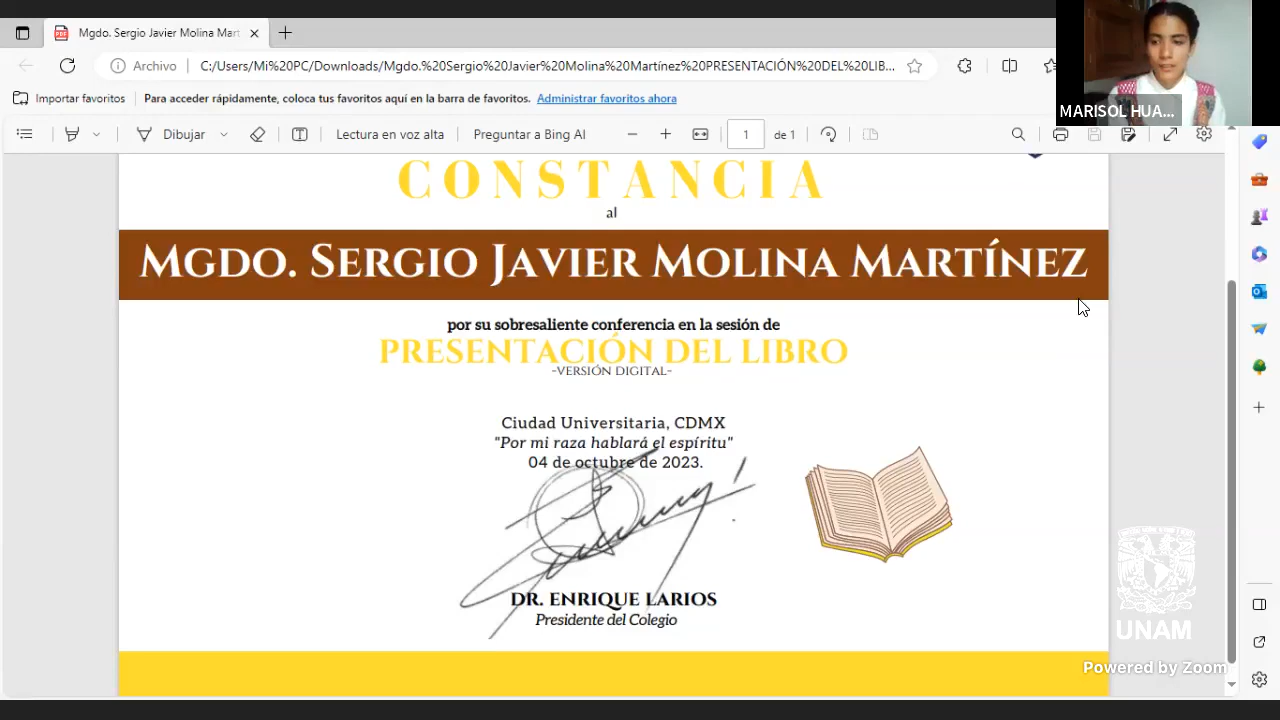 Mgdo. Sergio Javier Molina Mart
Archivo
C:/Users/Mi%20PC/Downloads/Mgdo.%20Sergio%20Javier%20Molina%20Martínez%20PRESENTACIÓN%20DEL%20LIB...
Importar favoritos
Para acceder rápidamente, coloca tus favoritos aquí en la barra de favoritos. Administrar favoritos ahora
MARISOL HUA...
Dibujar
Lectura en voz alta
Preguntar a Bing AI
1
de 1
CONSTANCIA
al
MGDO. SERGIO JAVIER MOLINA MARTÍNEZ
por su sobresaliente conferencia en la sesión de
PRESENTACIÓN DEL LIBRO
-VERSIÓN DIGITAL-
Ciudad Universitaria, CDMX
"Por mi raza hablará el espíritu"
04 de octubre de 2023.
DR. ENRIQUE LARIOS
Presidente del Colegio
UNAM
Powered by Zoom